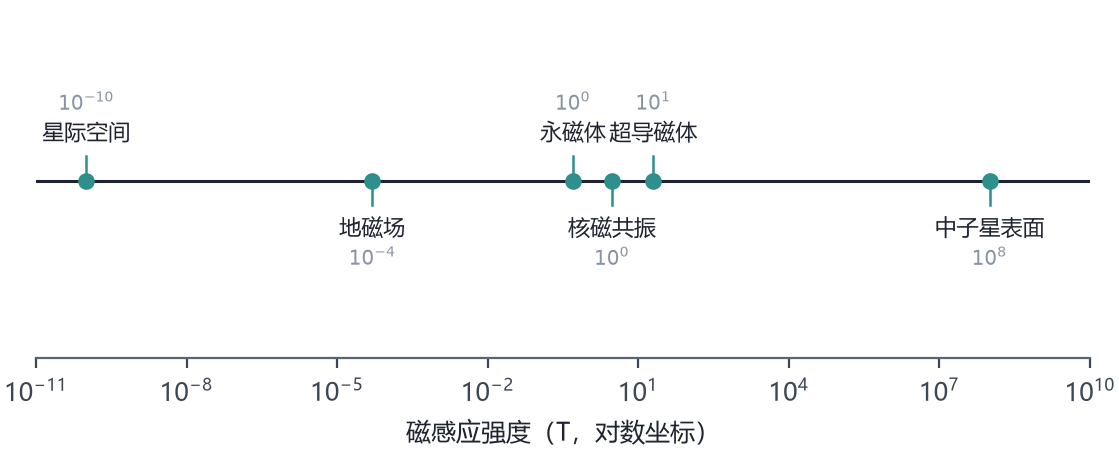 10⁻¹⁰
星际空间
10⁰
永磁体
10¹
超导磁体
地磁场
10⁻⁴
核磁共振
10⁰
中子星表面
10⁸
10⁻¹¹ 10⁻⁸ 10⁻⁵ 10⁻² 10¹ 10⁴ 10⁷ 10¹⁰
磁感应强度（T，对数坐标）